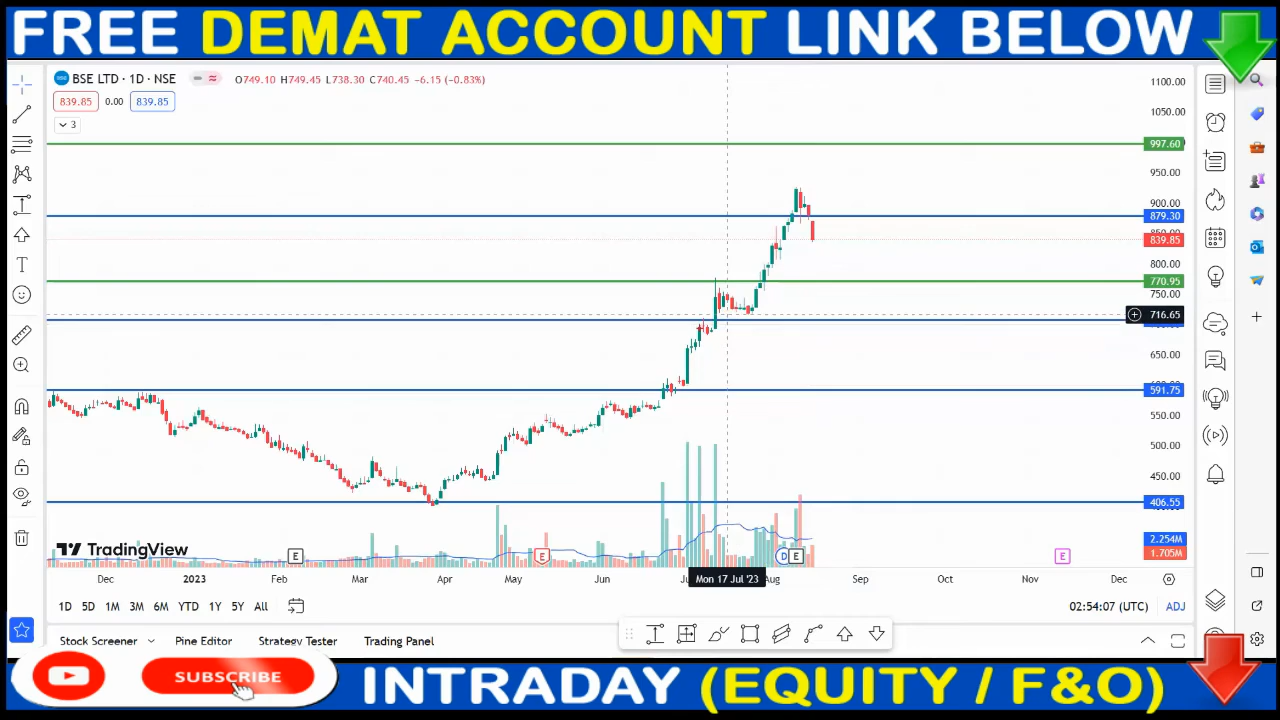 FREE DEMAT ACCOUNT LINK BELOW
BSE LTD · 1D · NSE
O749.10 H749.45 L738.30 C740.45 -6.15 (-0.83%)
839.85 0.00 839.85
3
1100.00
1050.00
997.60
950.00
900.00
879.30
839.85
800.00
770.95
750.00
716.65
650.00
591.75
550.00
500.00
450.00
406.55
2.254M
1.705M
TradingView
E E D E E
Dec 2023 Feb Mar Apr May Jun Mon 17 Jul '23 Aug Sep Oct Nov Dec
1D 5D 1M 3M 6M YTD 1Y 5Y All
02:54:07 (UTC) ADJ
Stock Screener Pine Editor Strategy Tester Trading Panel
SUBSCRIBE
INTRADAY (EQUITY / F&O)